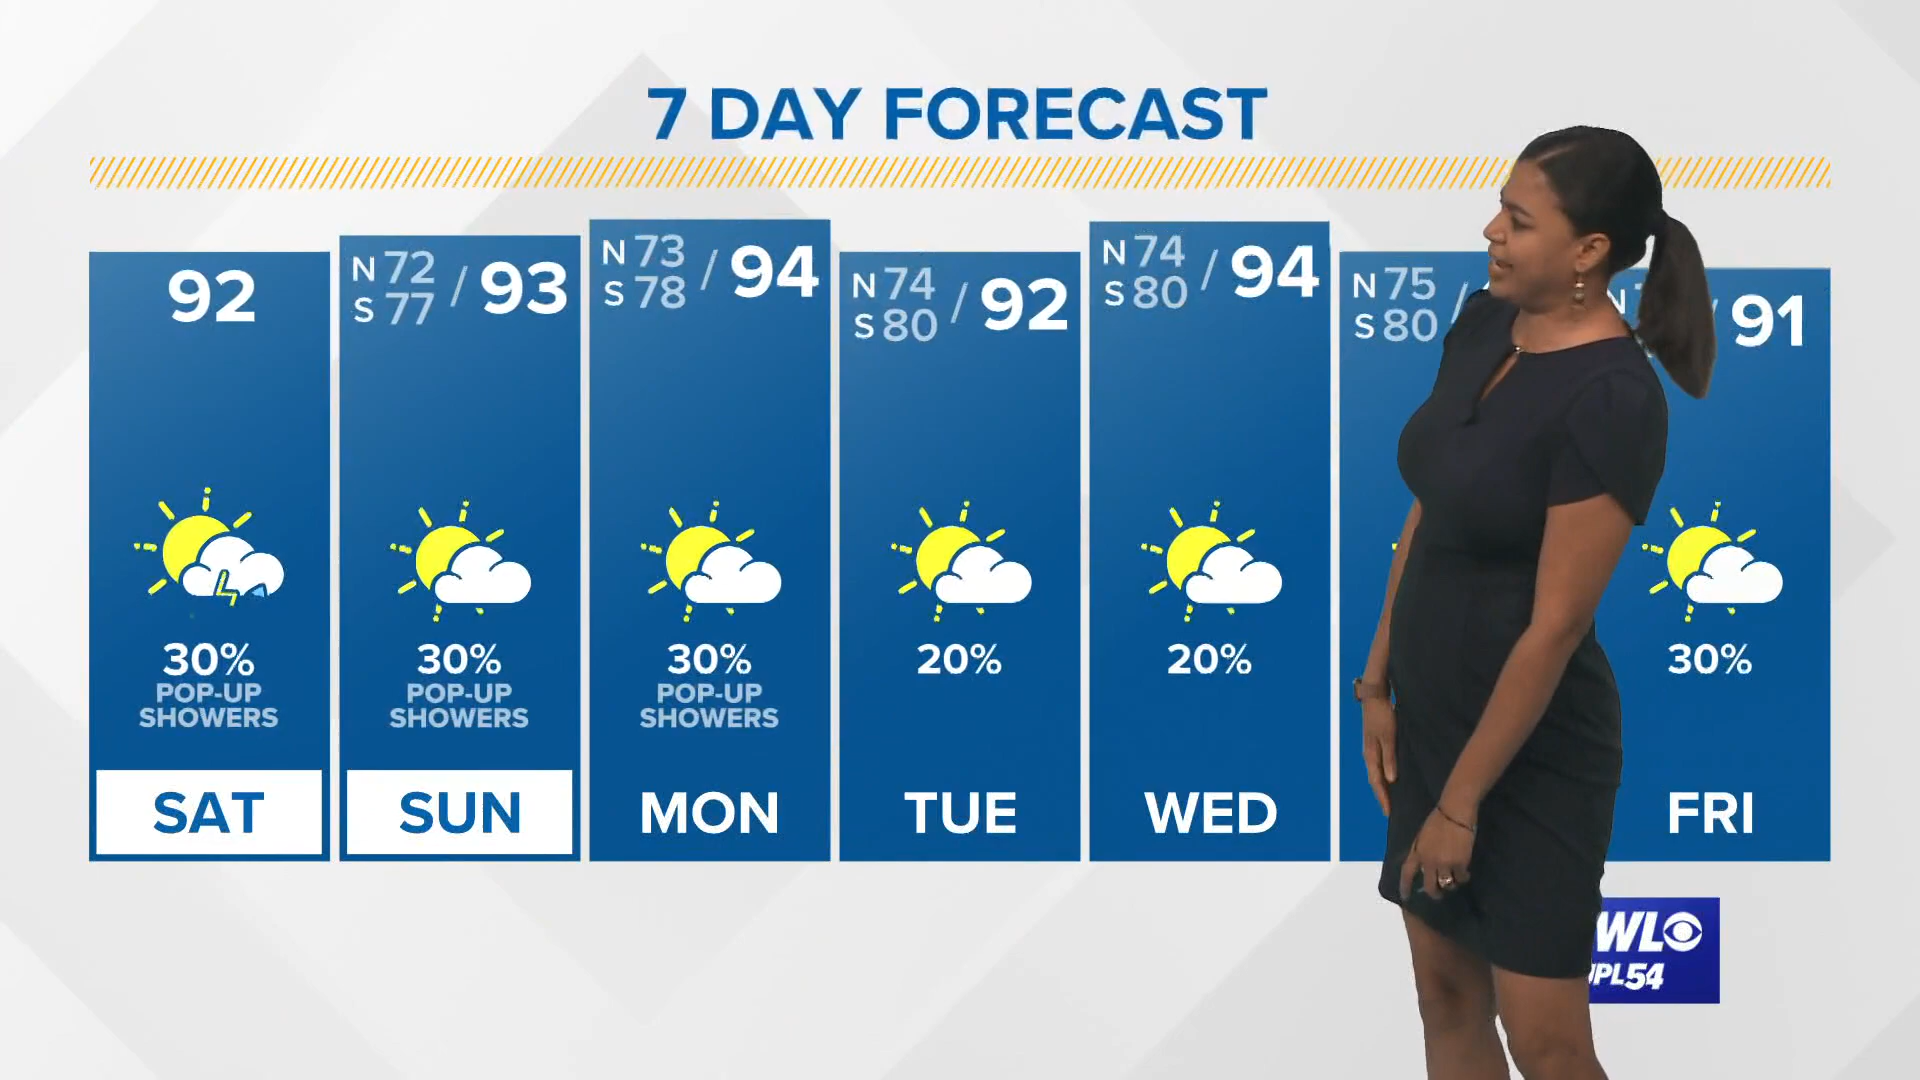 7 DAY FORECAST
92
N 72
S 77
/ 93
N 73
S 78
/ 94
N 74
S 80
/ 92
N 74
S 80
/ 94
N 75
S 80
/
N
/ 91
30%
POP-UP
SHOWERS
30%
POP-UP
SHOWERS
30%
POP-UP
SHOWERS
20%
20%
30%
SAT
SUN
MON
TUE
WED
FRI
WL
PL54